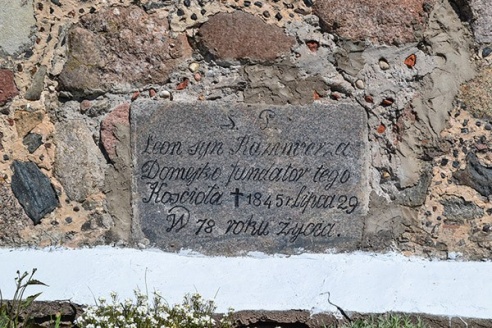 Ś. P.
Leon syn Kazimierza
Domejko fundator tego
Kościoła † 1845 r Lipca 29
W 78 roku życia.